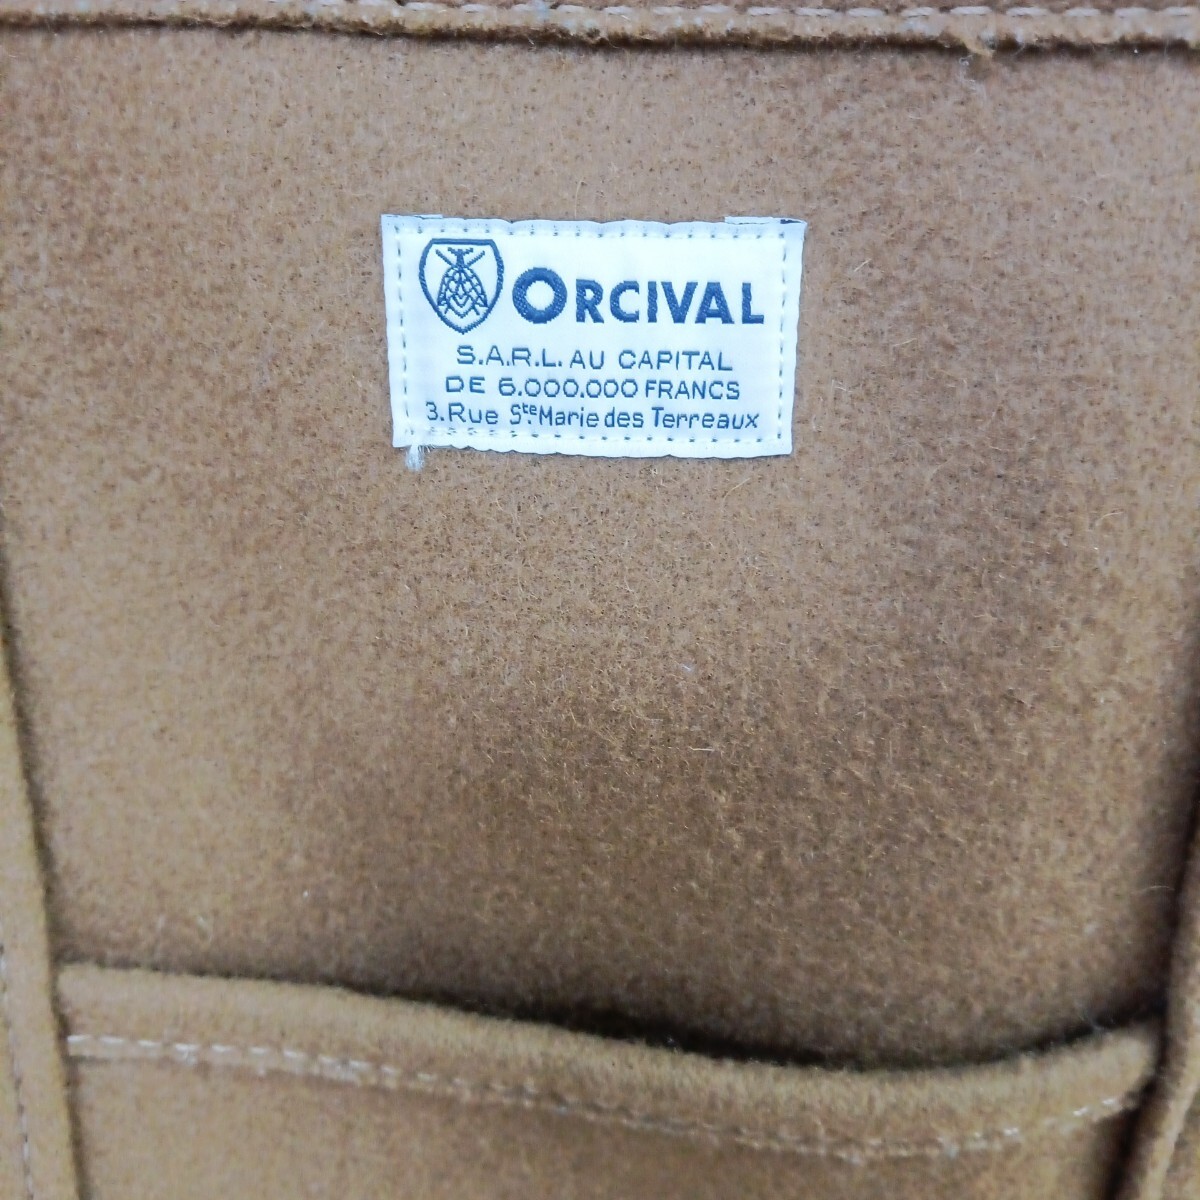 ORCIVAL
S.A.R.L. AU CAPITAL
DE 6.000.000 FRANCS
3.Rue Ste.Marie des Terreaux